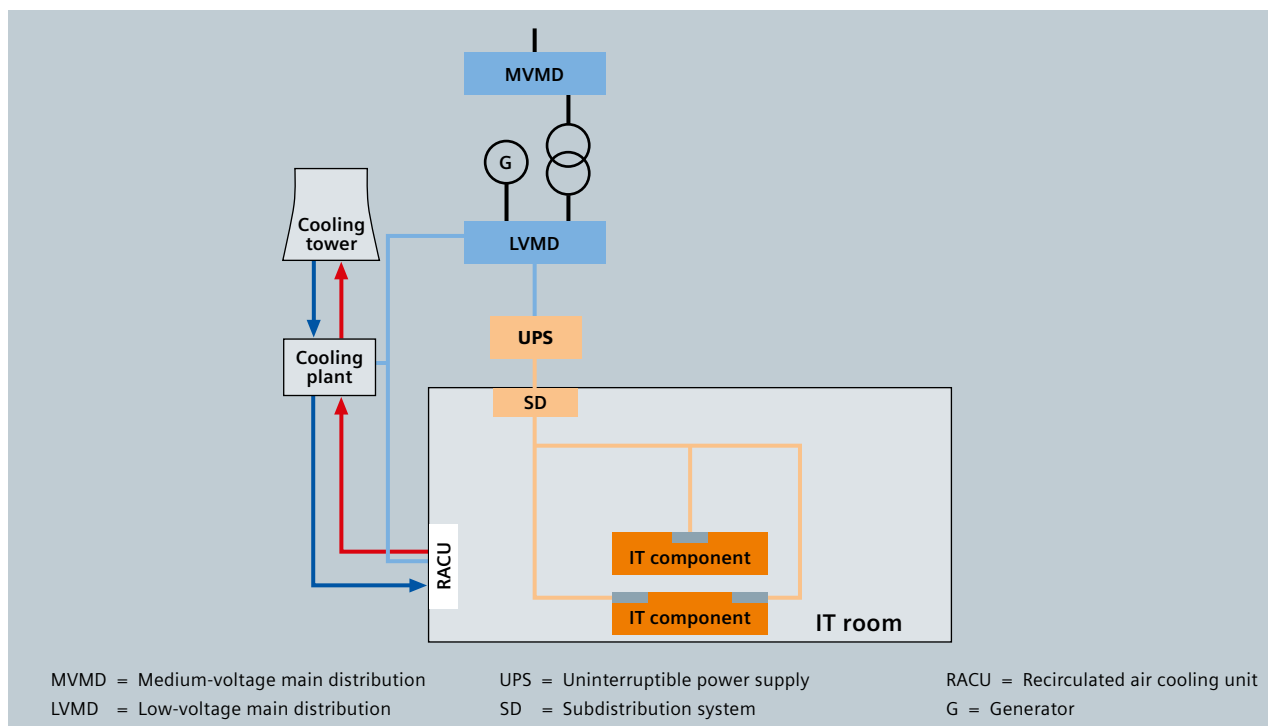 MVMD
G
Cooling
tower
LVMD
UPS
Cooling
plant
SD
RACU
IT component
IT component
IT room
MVMD = Medium-voltage main distribution
UPS = Uninterruptible power supply
RACU = Recirculated air cooling unit
LVMD = Low-voltage main distribution
SD = Subdistribution system
G = Generator